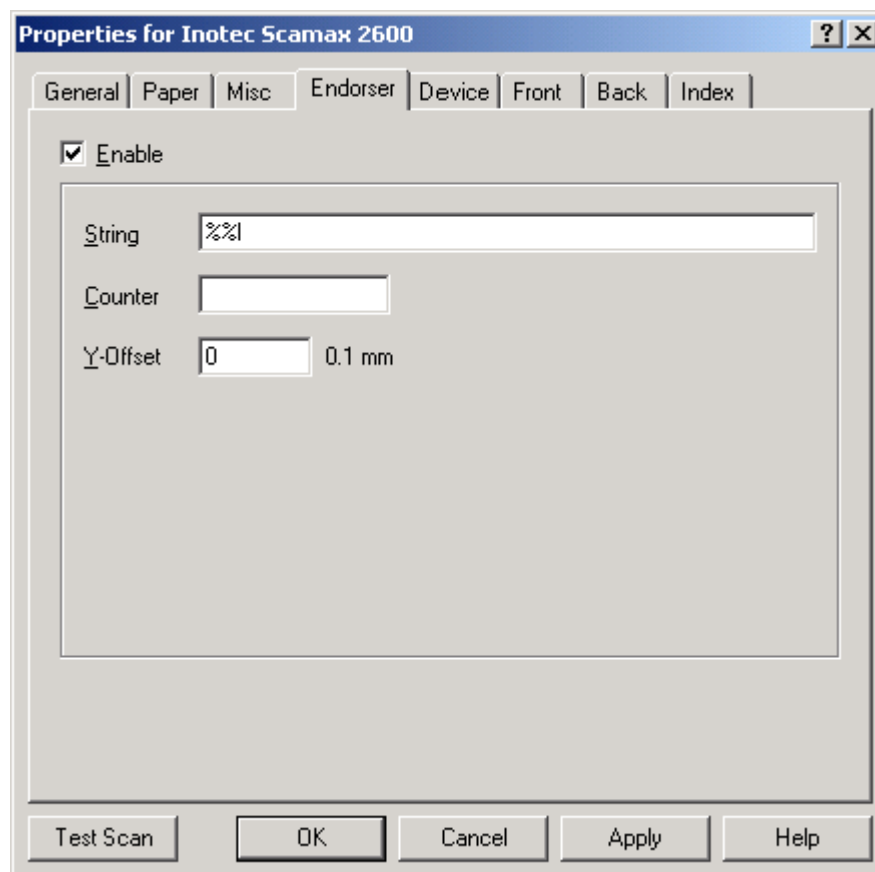 Properties for Inotec Scamax 2600
General Paper Misc Endorser Device Front Back Index
Enable
String %%I
Counter
Y-Offset 0 0.1 mm
Test Scan OK Cancel Apply Help